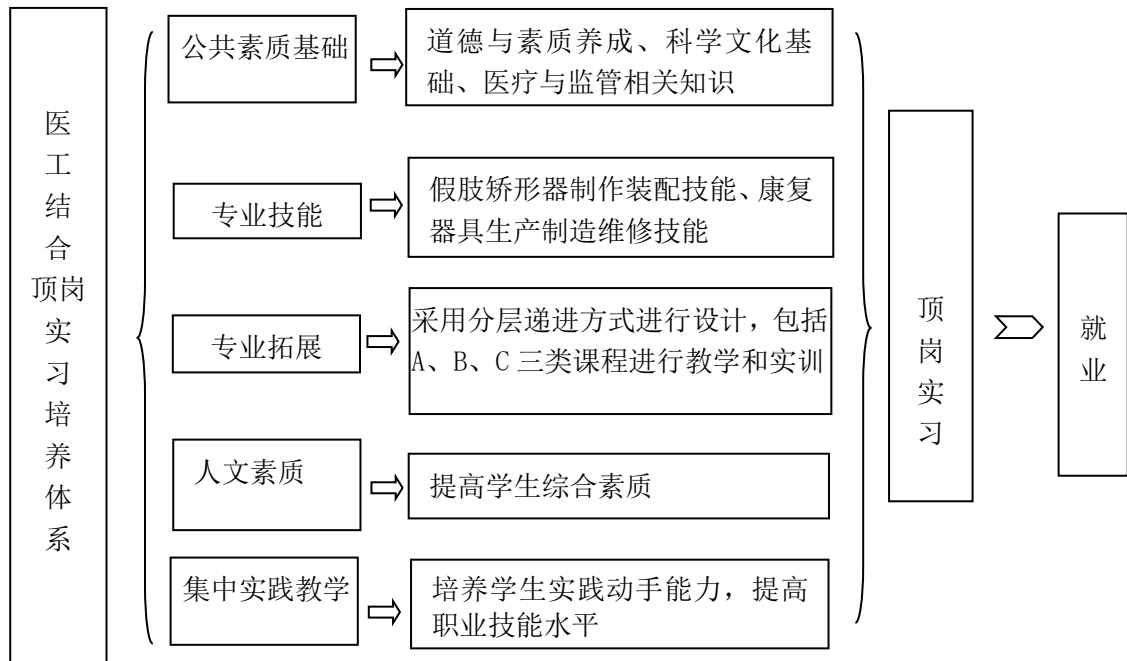 医
工
结
合
顶岗
实
习
培
养
体
系
公共素质基础
道德与素质养成、科学文化基
础、医疗与监管相关知识
专业技能
假肢矫形器制作装配技能、康复
器具生产制造维修技能
专业拓展
采用分层递进方式进行设计，包括
A、B、C 三类课程进行教学和实训
人文素质
提高学生综合素质
集中实践教学
培养学生实践动手能力，提高
职业技能水平
顶
岗
实
习
就
业